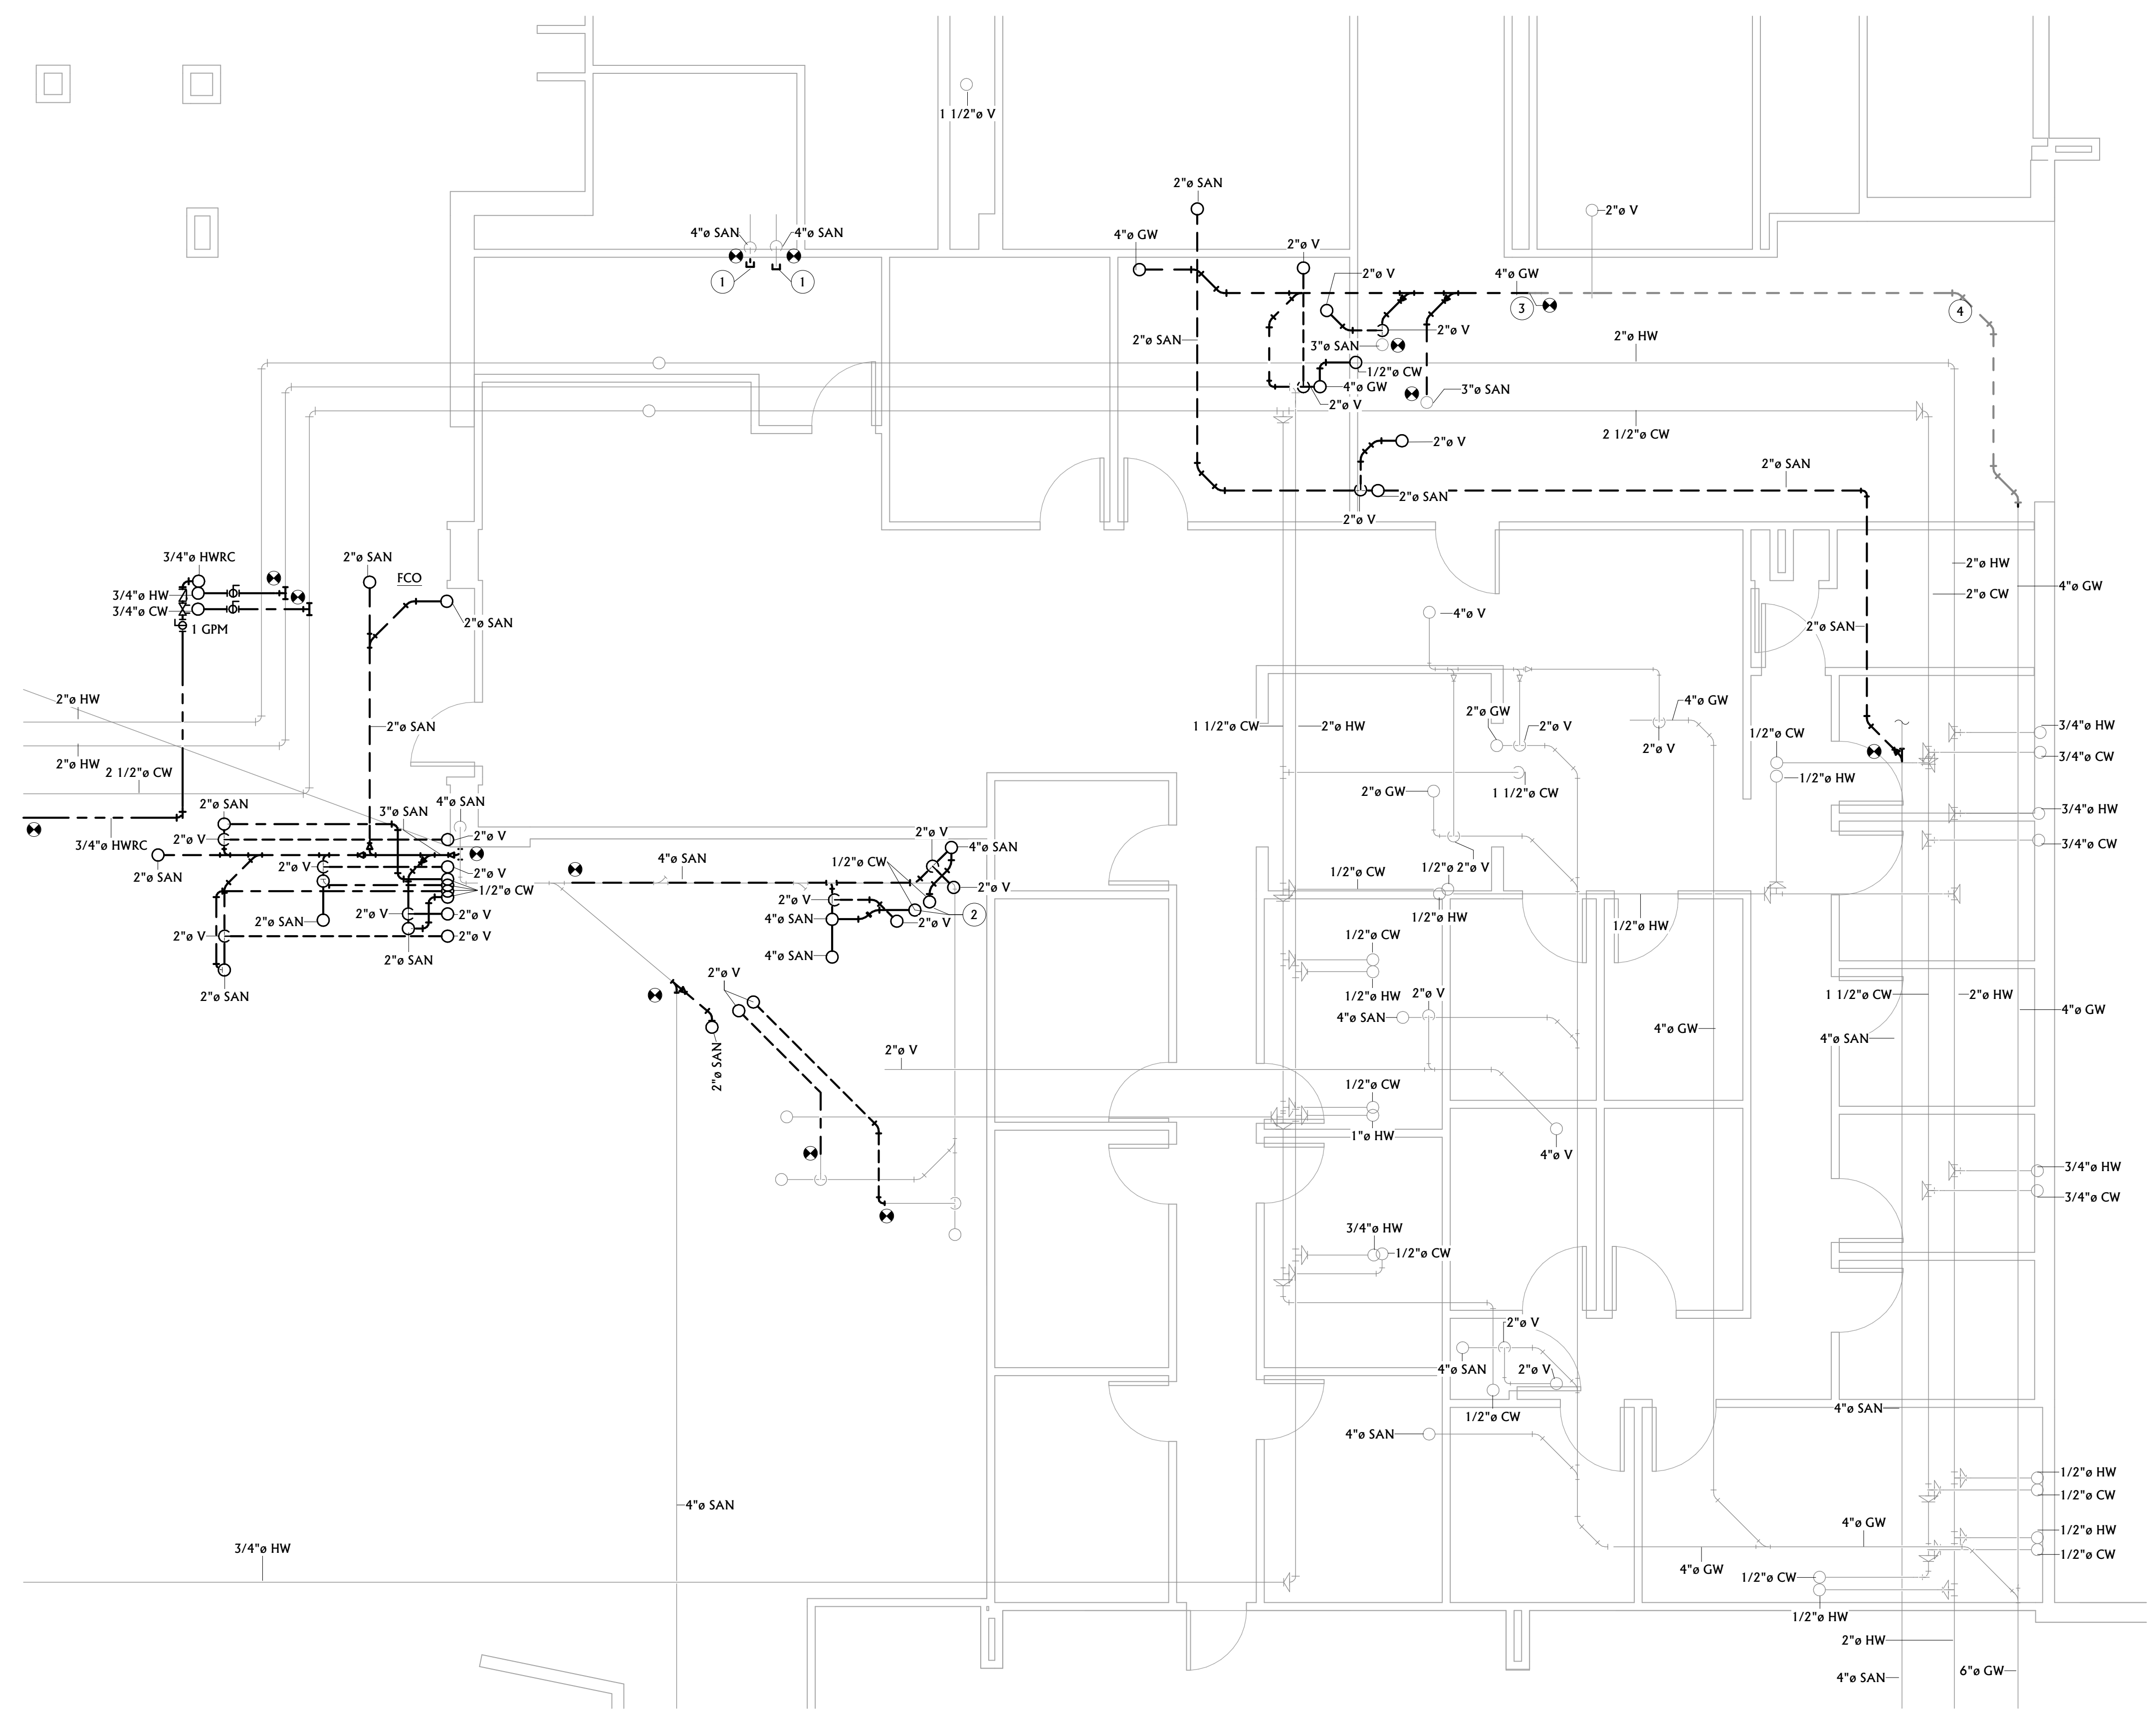 1 1/2"ø V
2"ø SAN
2"ø V
4"ø SAN
4"ø SAN
4"ø GW
2"ø V
1
1
2"ø V
4"ø GW
3
4
2"ø V
2"ø SAN
3"ø SAN
2"ø HW
1/2"ø CW
4"ø GW
3"ø SAN
2"ø V
2 1/2"ø CW
2"ø V
2"ø SAN
2"ø SAN
2"ø V
3/4"ø HWRC
2"ø SAN
FCO
2"ø HW
4"ø GW
3/4"ø HW
2"ø CW
3/4"ø CW
4"ø V
1 GPM
2"ø SAN
2"ø SAN
2"ø HW
4"ø GW
2"ø GW
2"ø SAN
1 1/2"ø CW
2"ø HW
2"ø V
3/4"ø HW
1/2"ø CW
2"ø V
3/4"ø CW
2"ø HW
2 1/2"ø CW
1/2"ø HW
2"ø GW
1 1/2"ø CW
2"ø SAN
4"ø SAN
3"ø SAN
3/4"ø HW
2"ø V
2"ø V
2"ø V
3/4"ø HWRC
4"ø SAN
3/4"ø CW
4"ø SAN
1/2"ø CW
2"ø V
1/2"ø 2"ø V
2"ø V
1/2"ø CW
2"ø SAN
1/2"ø CW
2"ø V
2"ø V
2"ø SAN
2"ø V
2"ø V
4"ø SAN
2"ø V
2
1/2"ø HW
1/2"ø HW
2"ø V
2"ø V
1/2"ø CW
2"ø SAN
4"ø SAN
2"ø V
2"ø SAN
1/2"ø HW
2"ø V
1 1/2"ø CW
2"ø HW
4"ø GW
4"ø SAN
4"ø GW
4"ø SAN
2"ø V
2"ø SAN
1/2"ø CW
1"ø HW
4"ø V
3/4"ø HW
3/4"ø CW
3/4"ø HW
1/2"ø CW
2"ø V
4"ø SAN
2"ø V
4"ø SAN
1/2"ø CW
4"ø SAN
1/2"ø HW
1/2"ø CW
4"ø SAN
4"ø GW
1/2"ø HW
3/4"ø HW
1/2"ø CW
4"ø GW
1/2"ø CW
1/2"ø HW
2"ø HW
6"ø GW
4"ø SAN